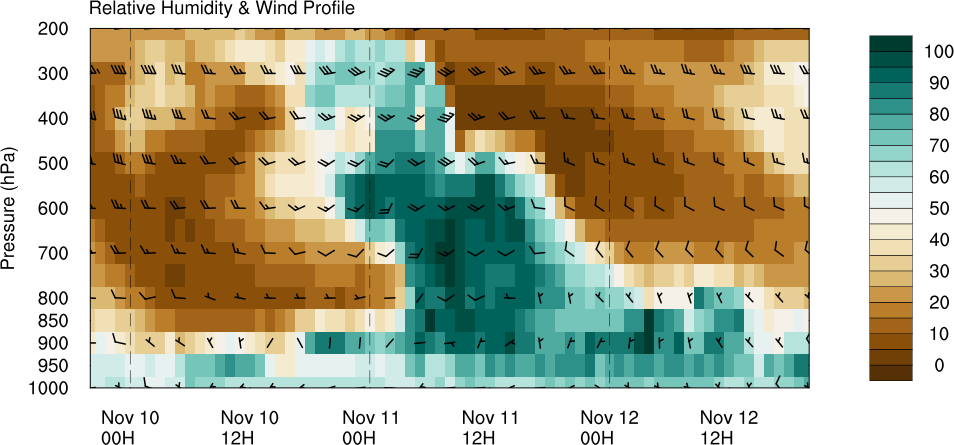 Relative Humidity & Wind Profile
Pressure (hPa)
200
300
400
500
600
700
800
850
900
950
1000
Nov 10 00H
Nov 10 12H
Nov 11 00H
Nov 11 12H
Nov 12 00H
Nov 12 12H
100
90
80
70
60
50
40
30
20
10
0